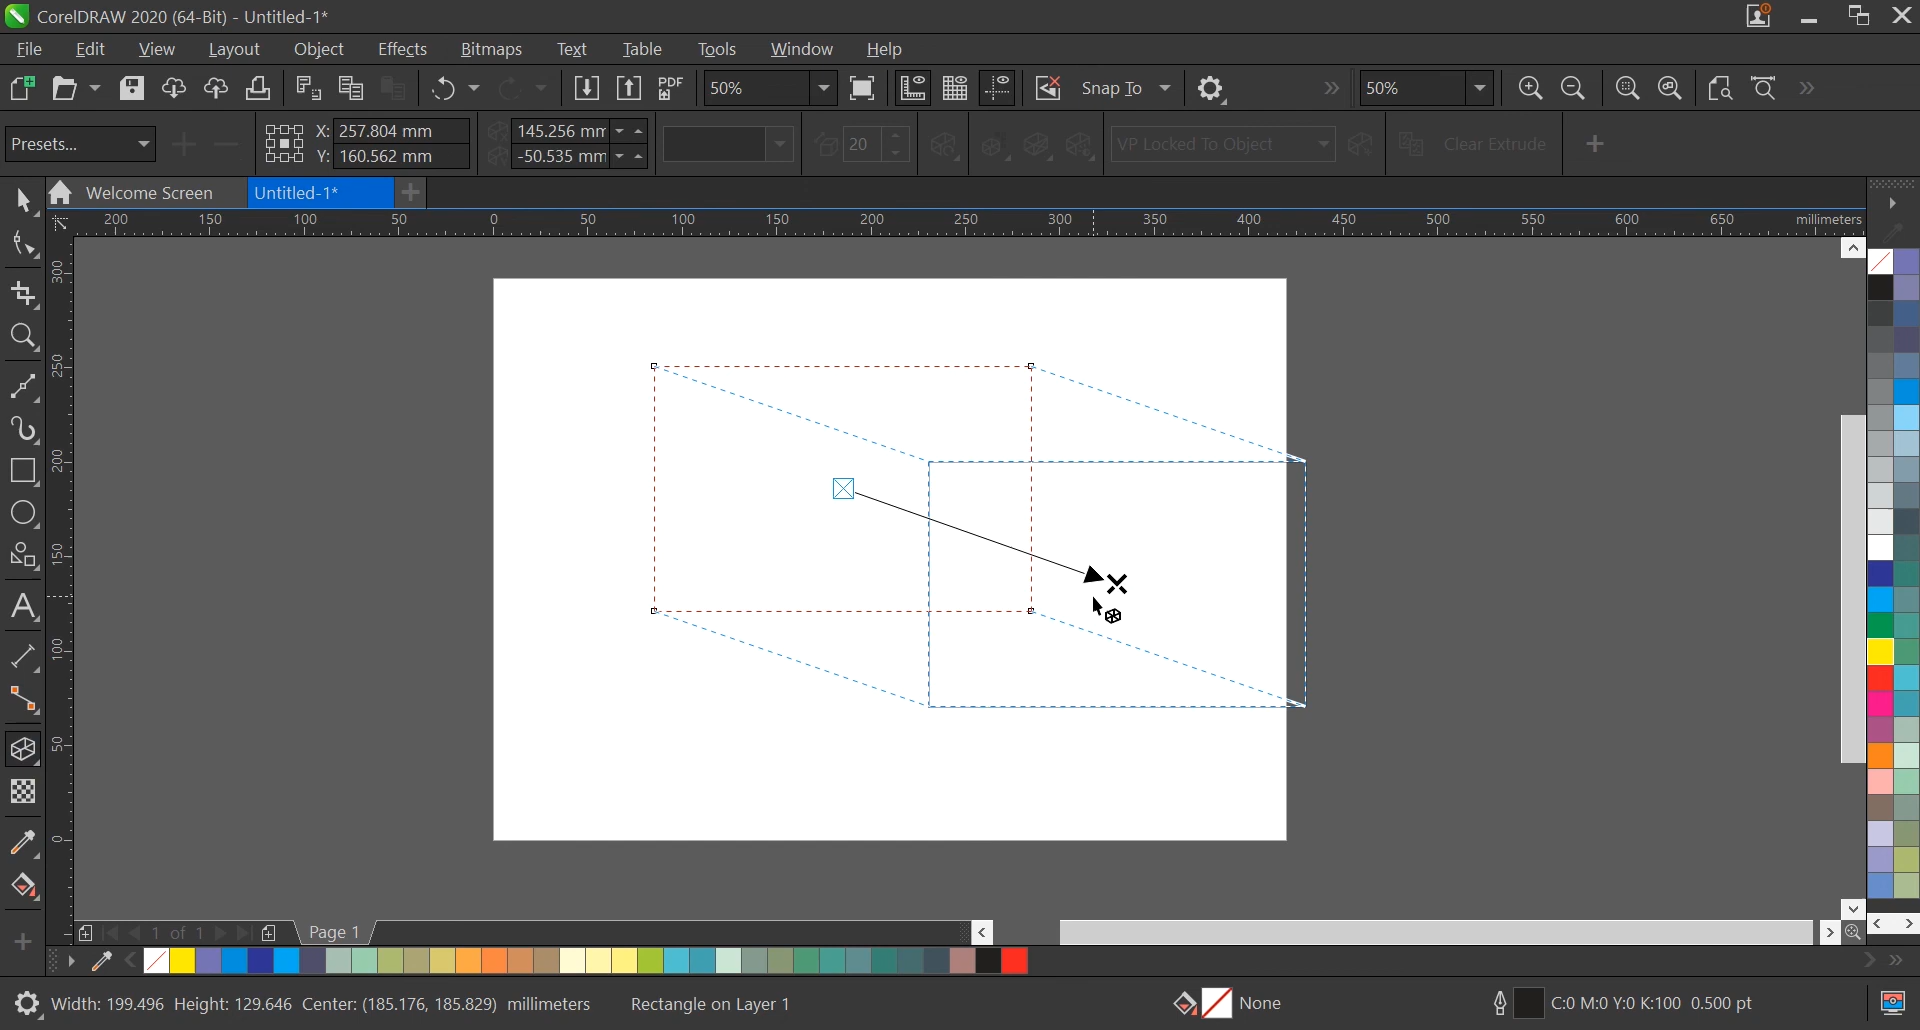 CorelDRAW 2020 (64-Bit) - Untitled-1*
File Edit View Layout Object Effects Bitmaps Text Table Tools Window Help
PDF 50% Snap To 50%
Presets... X: 257.804 mm 145.256 mm 20 VP Locked To Object Clear Extrude
Y: 160.562 mm -50.535 mm
Welcome Screen Untitled-1*
200 150 100 50 0 50 100 150 200 250 300 350 400 450 500 550 600 650 millimeters
300
250
200
150
100
50
0
1 of 1 Page 1
Width: 199.496 Height: 129.646 Center: (185.176, 185.829) millimeters Rectangle on Layer 1 None C:0 M:0 Y:0 K:100 0.500 pt